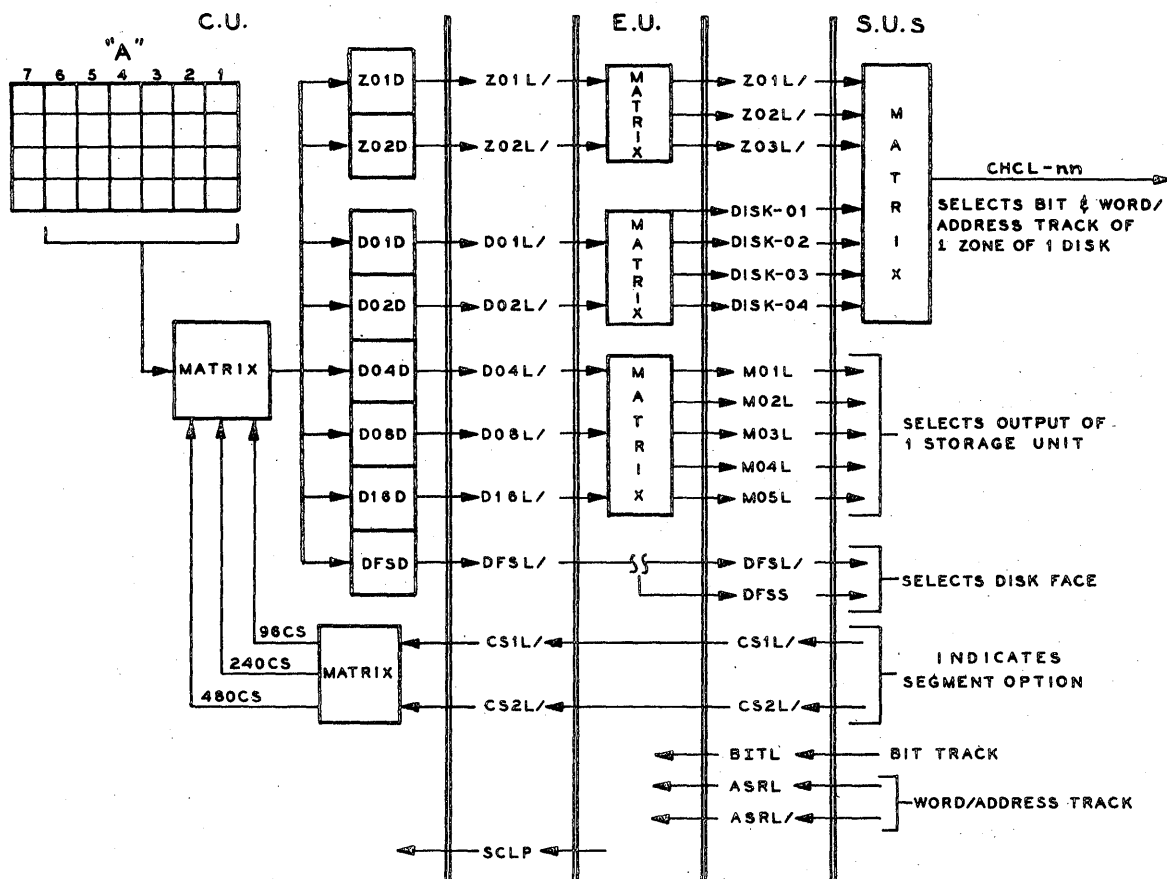 C.U.
E.U.
S.U.S
"A"
7 6 5 4 3 2 1
Z01D
Z01L/
MATRIX
Z01L/
MATRIX
Z02L/
Z02D
Z02L/
Z03L/
CHCL-nn
SELECTS BIT & WORD/
ADDRESS TRACK OF
1 ZONE OF 1 DISK
DISK-01
D01D
D01L/
MATRIX
DISK-02
DISK-03
D02D
D02L/
DISK-04
MATRIX
D04D
D04L/
MATRIX
M01L
M02L
D08D
D08L/
M03L
SELECTS OUTPUT OF
1 STORAGE UNIT
M04L
D16D
D16L/
M05L
DFSD
DFSL/
DFSL/
SELECTS DISK FACE
DFSS
96CS
MATRIX
CS1L/
CS1L/
240CS
INDICATES
SEGMENT OPTION
480CS
CS2L/
CS2L/
BITL
BIT TRACK
ASRL
WORD/ADDRESS TRACK
ASRL/
SCLP